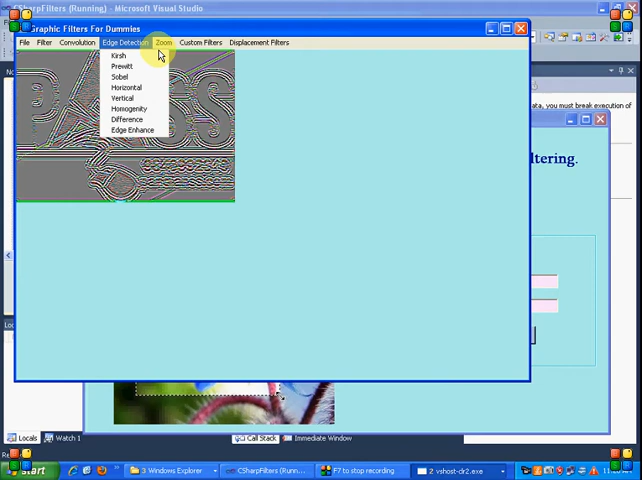 CSharpFilters (Running) - Microsoft Visual Studio
Graphic Filters For Dummies
File Filter Convolution Edge Detection Zoom Custom Filters Displacement Filters
Kirsh
Prewitt
Sobel
Horizontal
Vertical
Homogenity
Difference
Edge Enhance
data, you must break execution of
ltering.
Locals Watch 1 Call Stack Immediate Window
start 3 Windows Explorer CSharpFilters (Runn... F7 to stop recording 2 vshost-clr2.exe